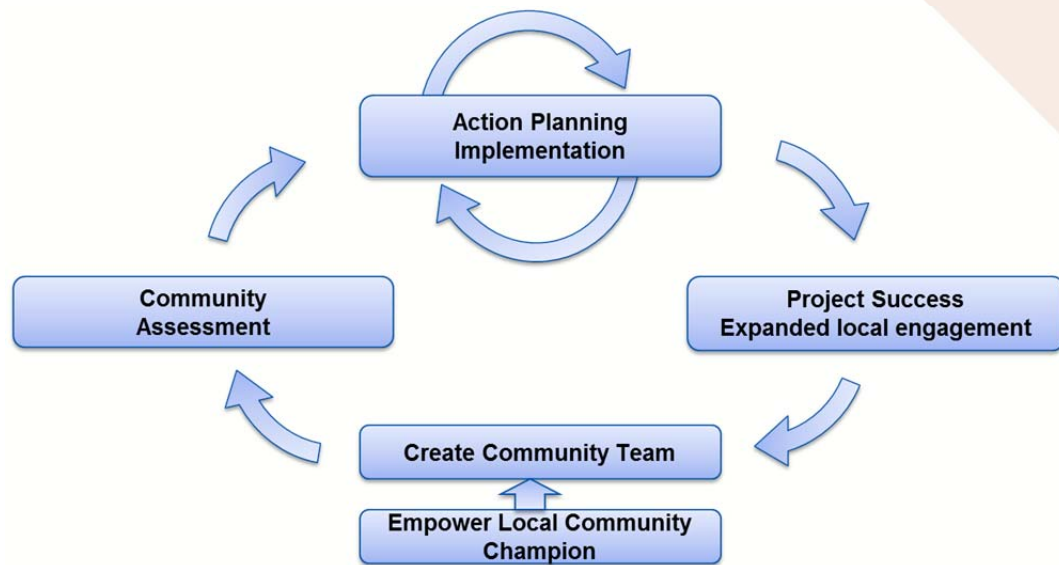 Action Planning
Implementation
Community
Assessment
Project Success
Expanded local engagement
Create Community Team
Empower Local Community
Champion